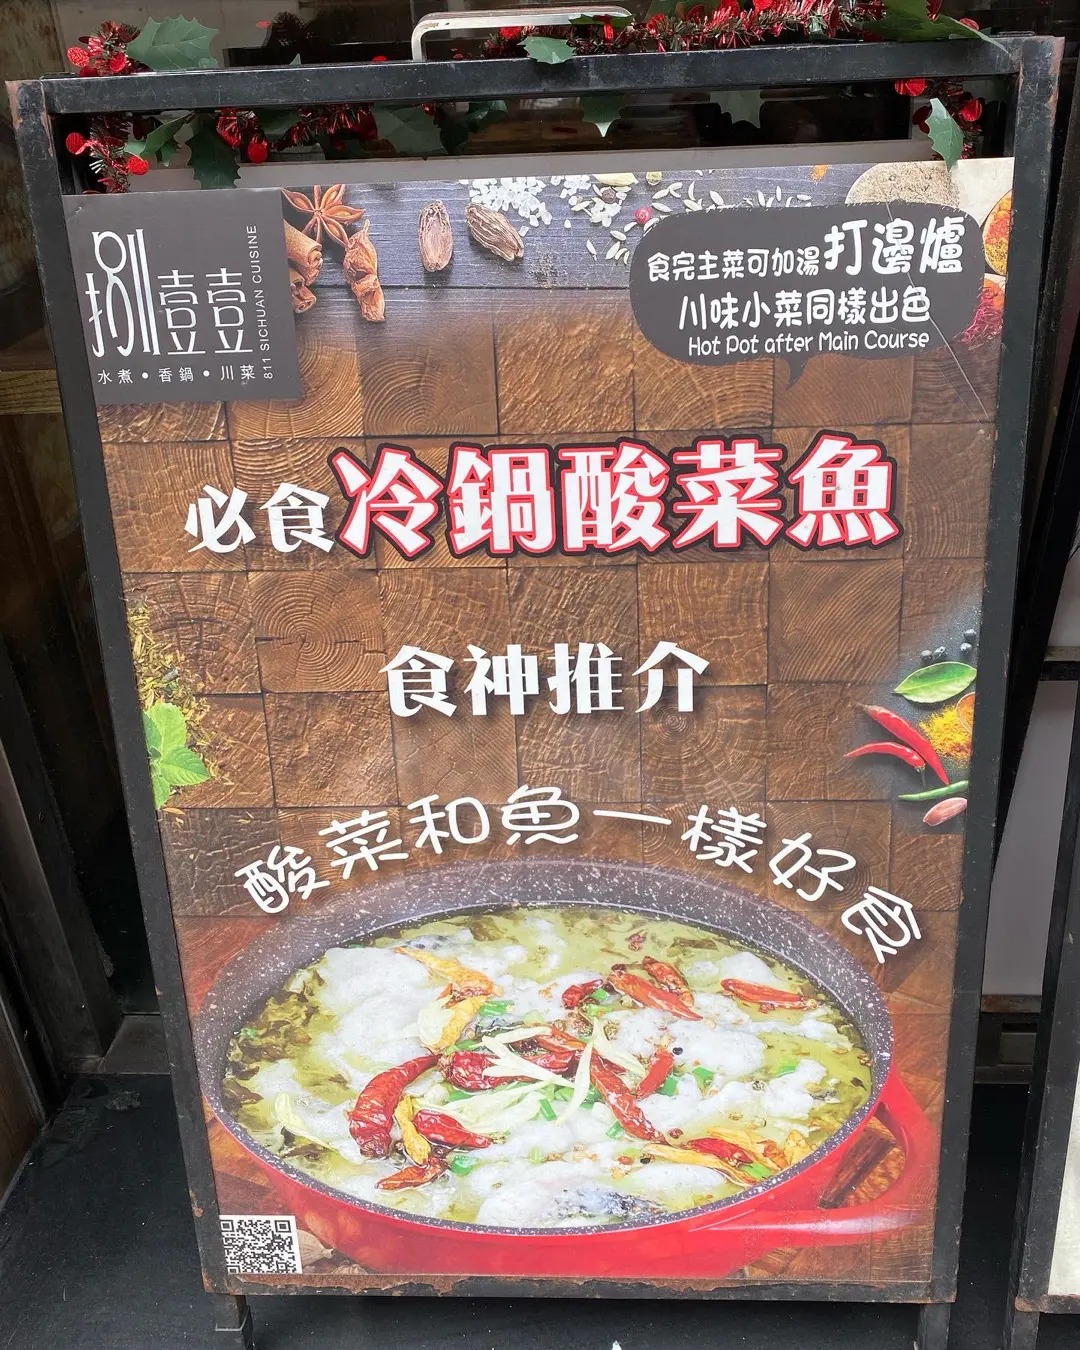 捌壹壹
水煮•香鍋•川菜
811 SICHUAN CUISINE
食完主菜可加湯打邊爐
川味小菜同樣出色
Hot Pot after Main Course
必食冷鍋酸菜魚
食神推介
酸菜和魚一樣好食